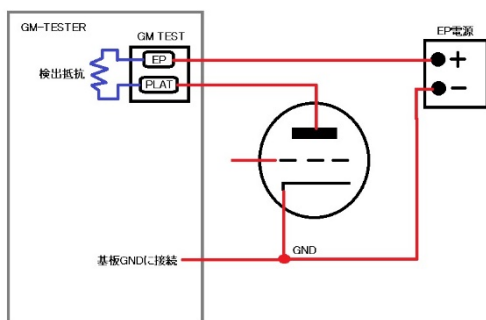 GM-TESTER
GM TEST
EP
PLAT
検出抵抗
EP電源
+
−
GND
基板GNDに接続